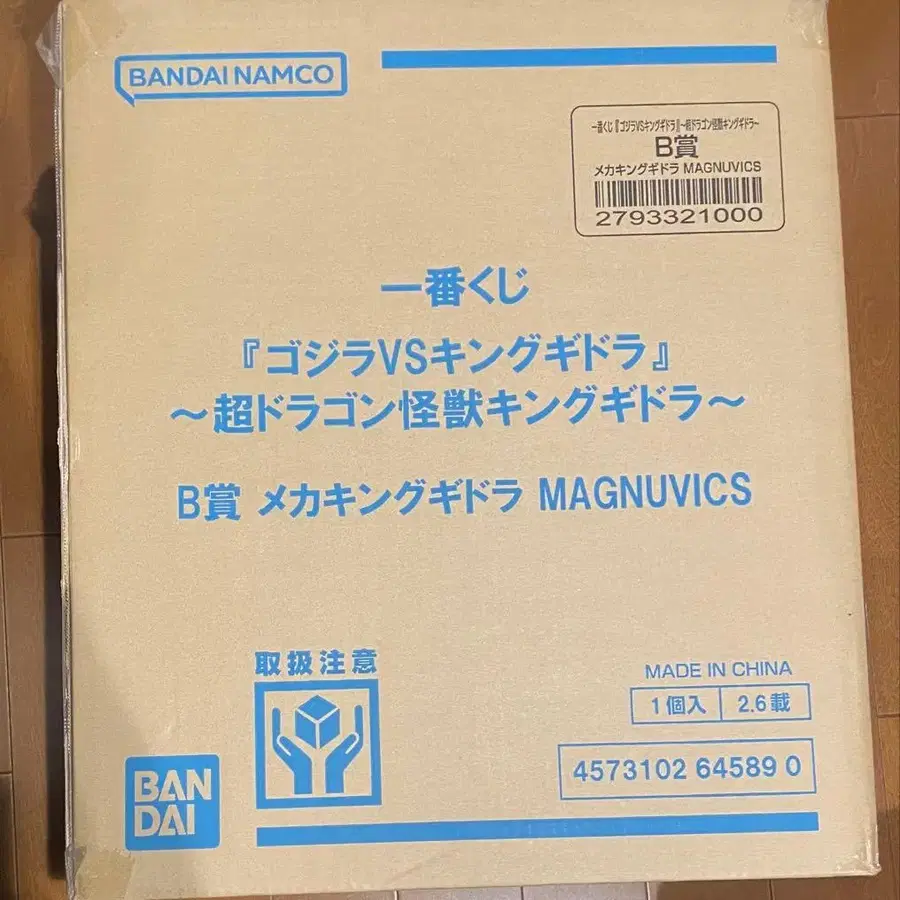 BANDAI NAMCO
一番くじ『ゴジラVSキングギドラ』~超ドラゴン怪獣キングギドラ~
B賞
メカキングギドラ MAGNUVICS
2793321000
一番くじ
『ゴジラVSキングギドラ』
~超ドラゴン怪獣キングギドラ~
B賞 メカキングギドラ MAGNUVICS
取扱注意
MADE IN CHINA
1個入 2.6載
4573102 64589 0
BAN
DAI